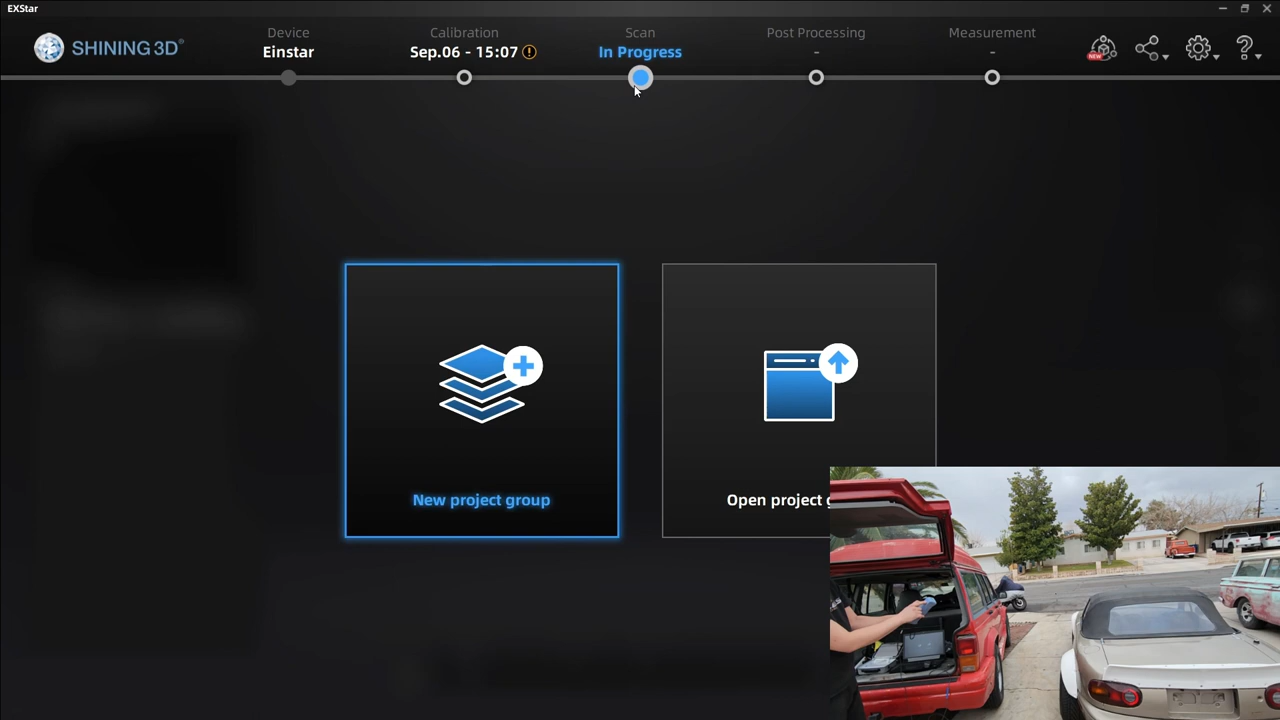 EXStar
SHINING 3D®
Device
Einstar
Calibration
Sep.06 - 15:07
Scan
In Progress
Post Processing
-
Measurement
-
NEW
New project group
Open project g